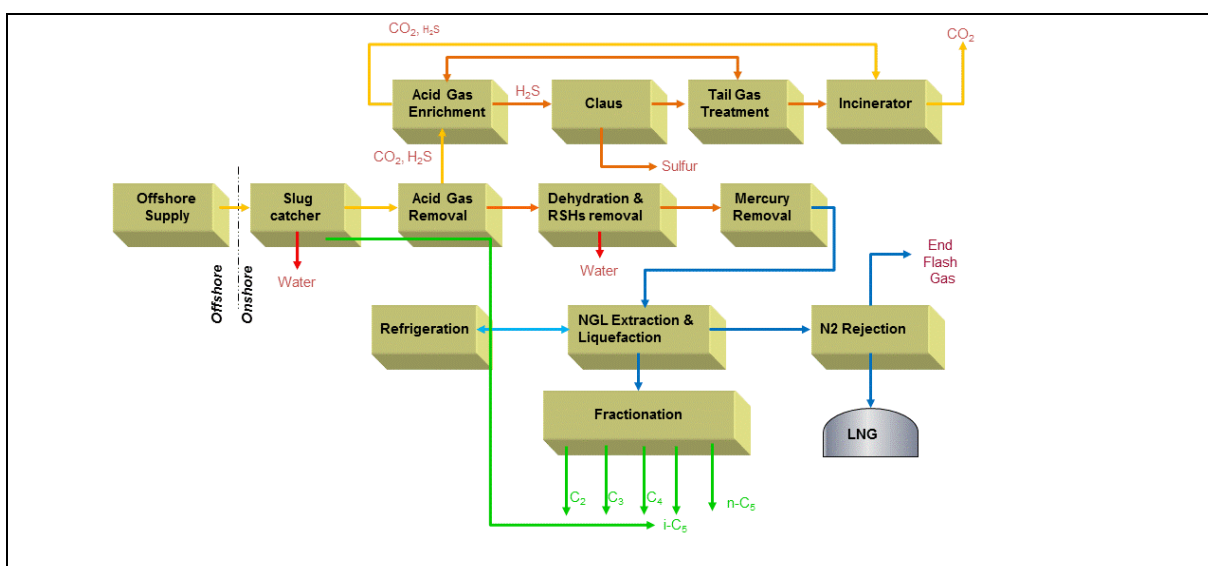 CO₂, H₂S
CO₂
Acid Gas
Enrichment
H₂S
Claus
Tail Gas
Treatment
Incinerator
CO₂, H₂S
Sulfur
Offshore
Supply
Slug
catcher
Acid Gas
Removal
Dehydration &
RSHs removal
Mercury
Removal
Offshore
Onshore
Water
Water
End
Flash
Gas
Refrigeration
NGL Extraction &
Liquefaction
N2 Rejection
Fractionation
LNG
C₂
C₃
C₄
i-C₅
n-C₅